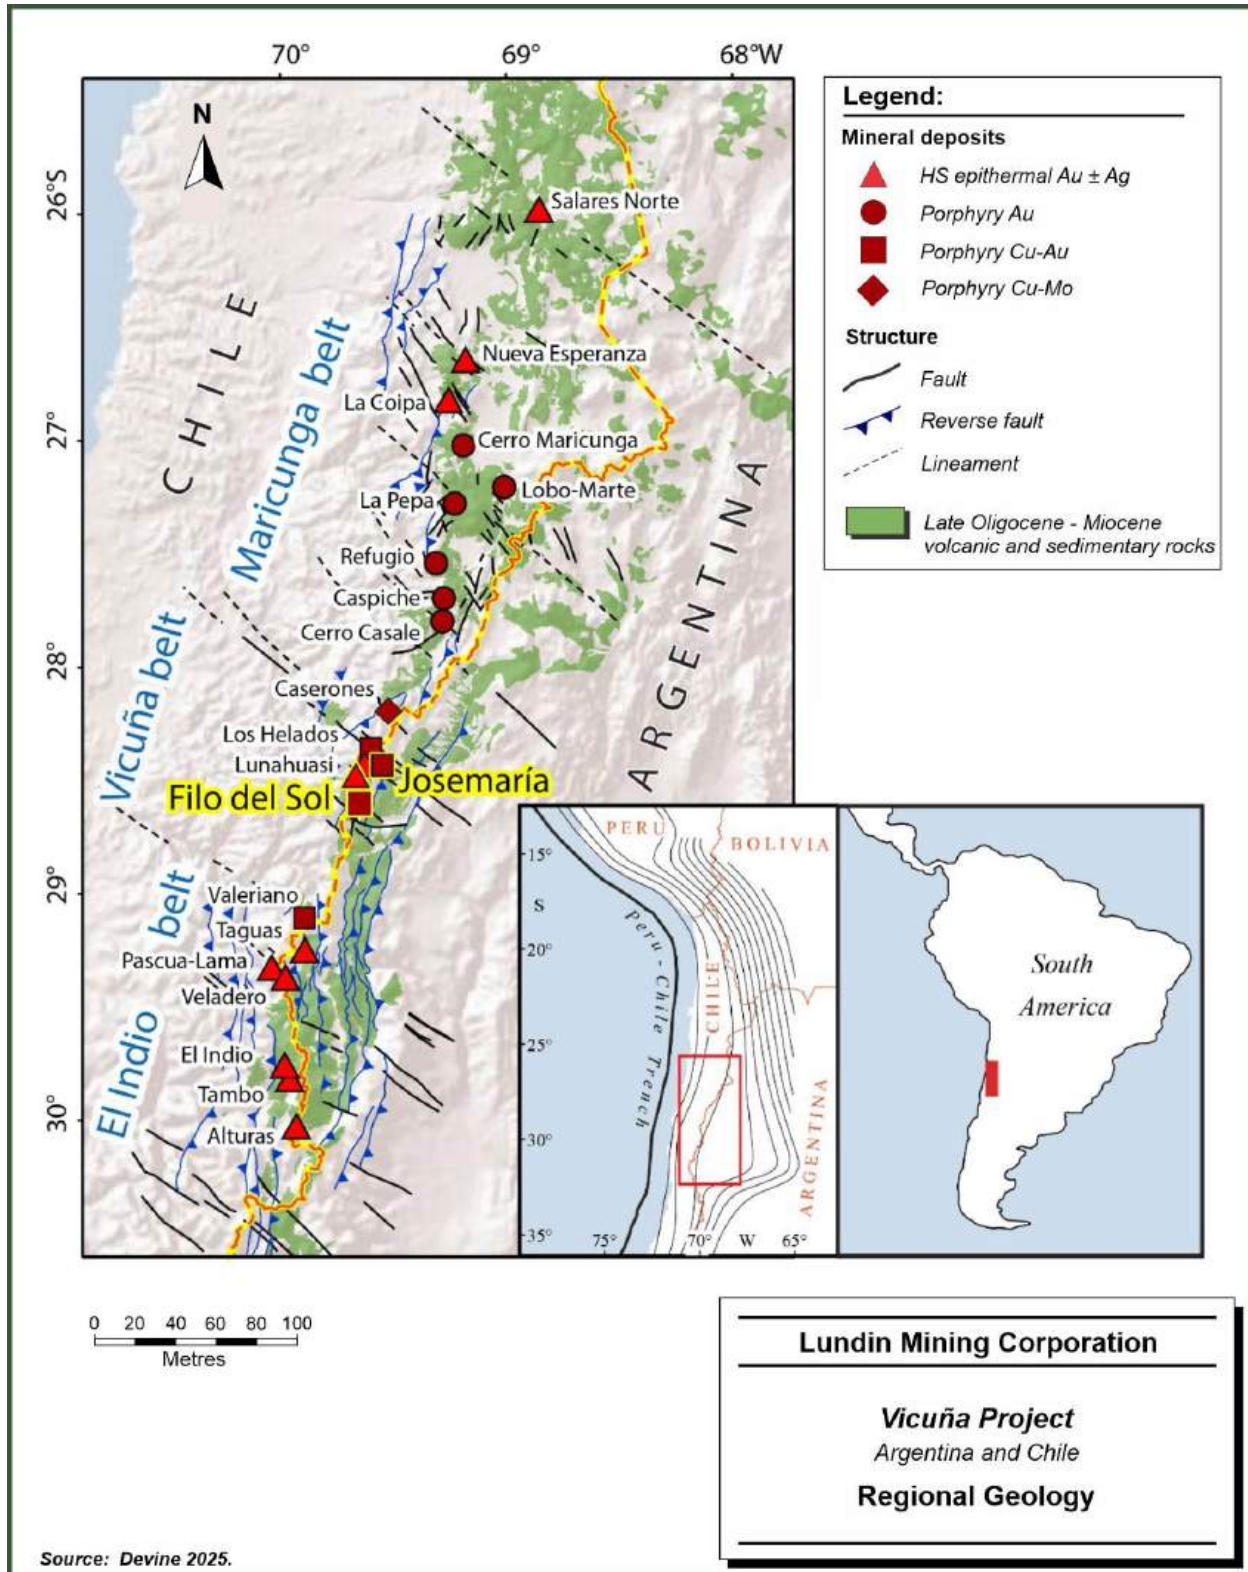 70°
69°
68°W
N
26°S
27°
28°
29°
30°
CHILE
ARGENTINA
Maricunga belt
Vicuña belt
El Indio belt
Salares Norte
Nueva Esperanza
La Coipa
Cerro Maricunga
La Pepa
Lobo-Marte
Refugio
Caspiche
Cerro Casale
Caserones
Los Helados
Lunahuasi
Josemaría
Filo del Sol
Valeriano
Taguas
Pascua-Lama
Veladero
El Indio
Tambo
Alturas
Legend:
Mineral deposits
HS epithermal Au ± Ag
Porphyry Au
Porphyry Cu-Au
Porphyry Cu-Mo
Structure
Fault
Reverse fault
Lineament
Late Oligocene - Miocene
volcanic and sedimentary rocks
PERU
BOLIVIA
15°
S
20°
25°
30°
35°
Peru - Chile Trench
CHILE
ARGENTINA
75°
70°
W
65°
South
America
0 20 40 60 80 100
Metres
Lundin Mining Corporation
Vicuña Project
Argentina and Chile
Regional Geology
Source: Devine 2025.